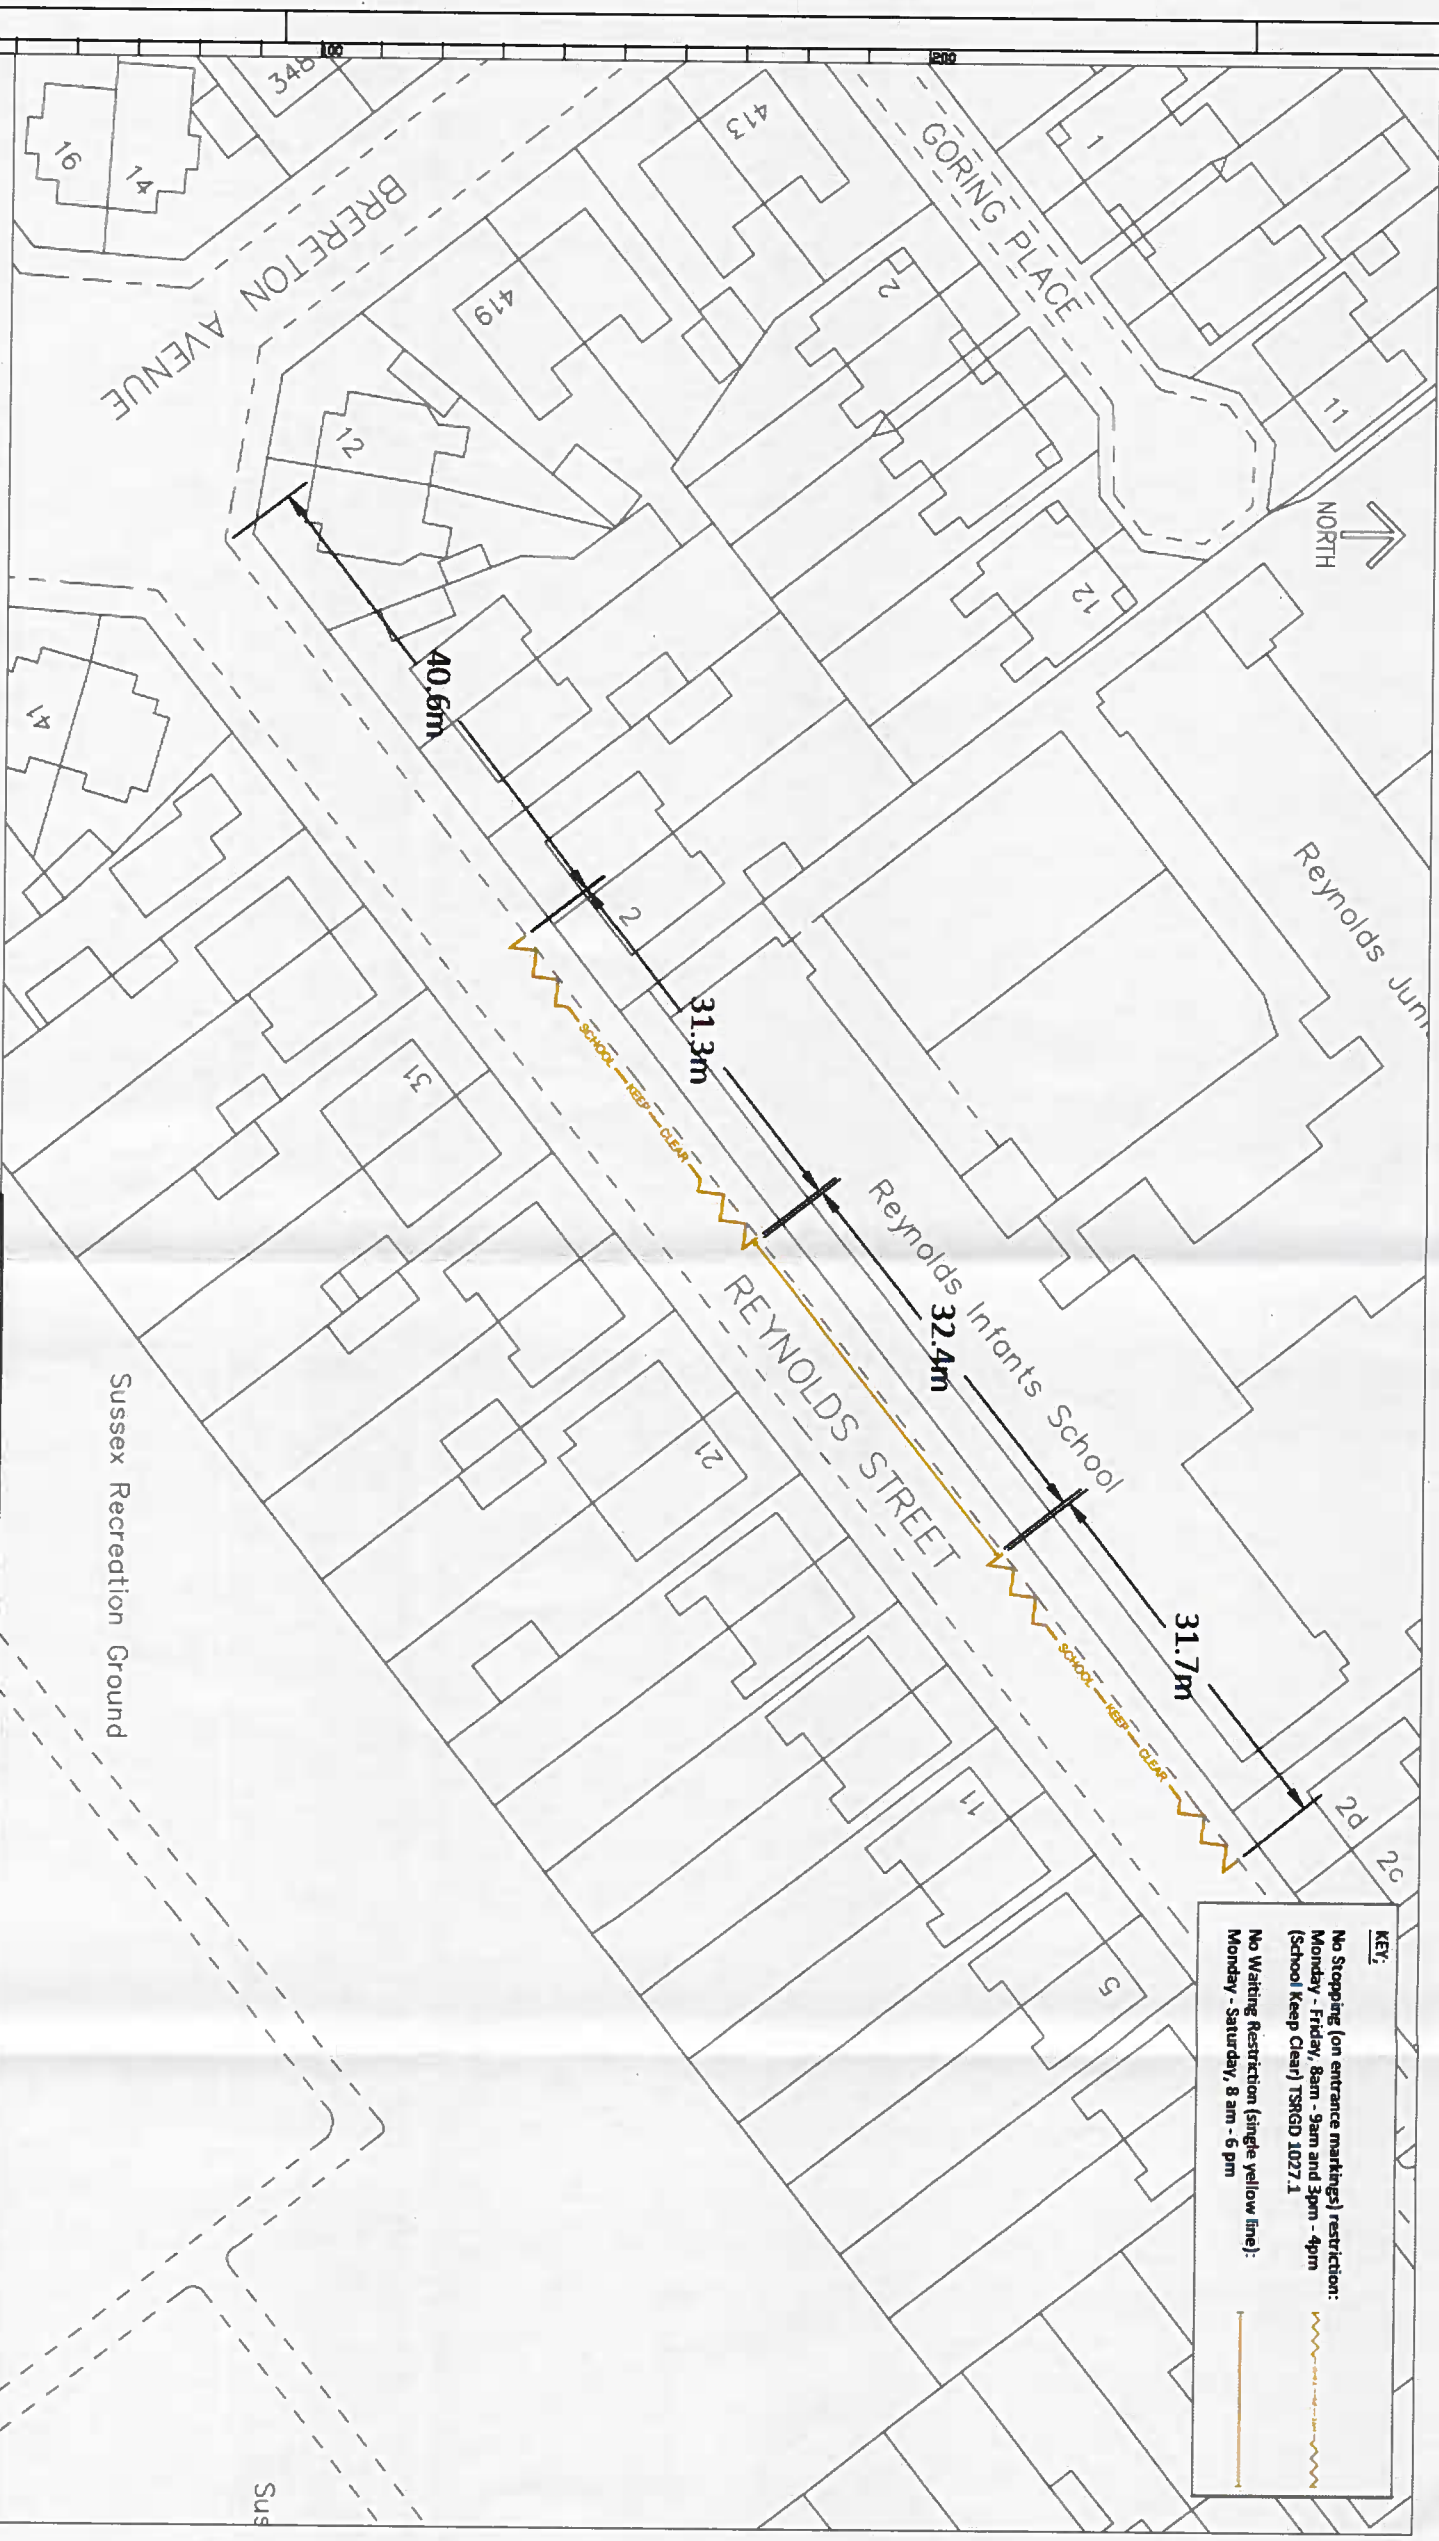 100
200
348
16
14
413
419
12
BRERETON AVENUE
GORING PLACE
1
2
11
12
NORTH
41
40.6m
2
31.3m
32.4m
31.7m
Reynolds Infants School
SCHOOL KEEP CLEAR
REYNOLDS STREET
SCHOOL KEEP CLEAR
31
21
11
5
2d
2c
Sussex Recreation Ground
KEY:
No Stopping (on entrance markings) restriction:
Monday - Friday, 8am - 9am and 3pm - 4pm
(School Keep Clear) TSRGD 1027.1
No Waiting Restriction (single yellow line):
Monday - Saturday, 8 am - 6 pm
Reynolds Juni
Sus